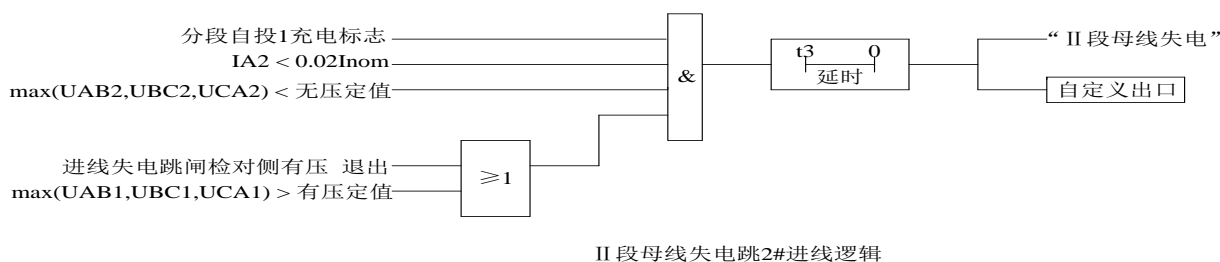 分段自投1充电标志
IA2 < 0.02Inom
max(UAB2,UBC2,UCA2) < 无压定值
进线失电跳闸检对侧有压 退出
max(UAB1,UBC1,UCA1) > 有压定值
≥1
&
t3 0
延时
“Ⅱ段母线失电”
自定义出口
Ⅱ段母线失电跳2#进线逻辑